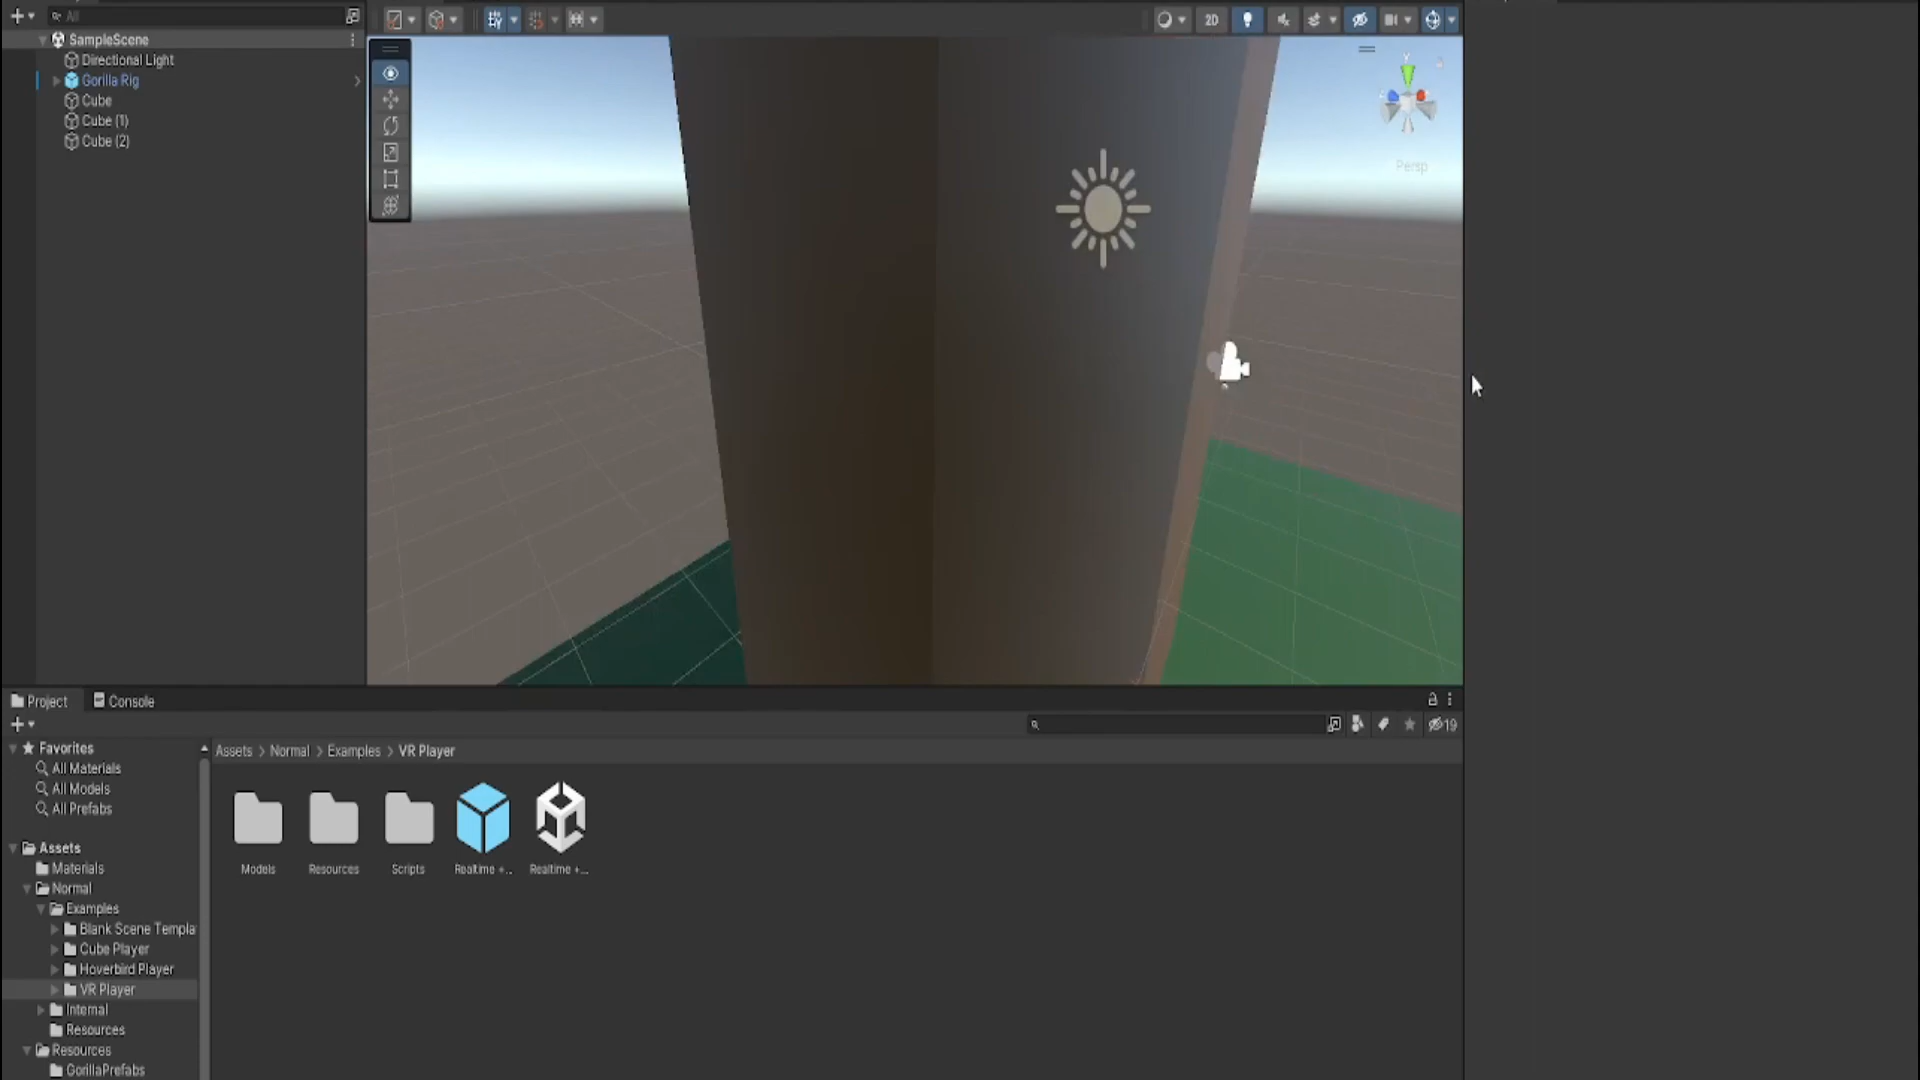 All
SampleScene
Directional Light
Gorilla Rig
Cube
Cube (1)
Cube (2)
2D
Y
Persp
Project
Console
19
Favorites
All Materials
All Models
All Prefabs
Assets
Materials
Normal
Examples
Blank Scene Templa
Cube Player
Hoverbird Player
VR Player
Internal
Resources
Resources
GorillaPrefabs
Assets > Normal > Examples > VR Player
Models
Resources
Scripts
Realtime +...
Realtime +...